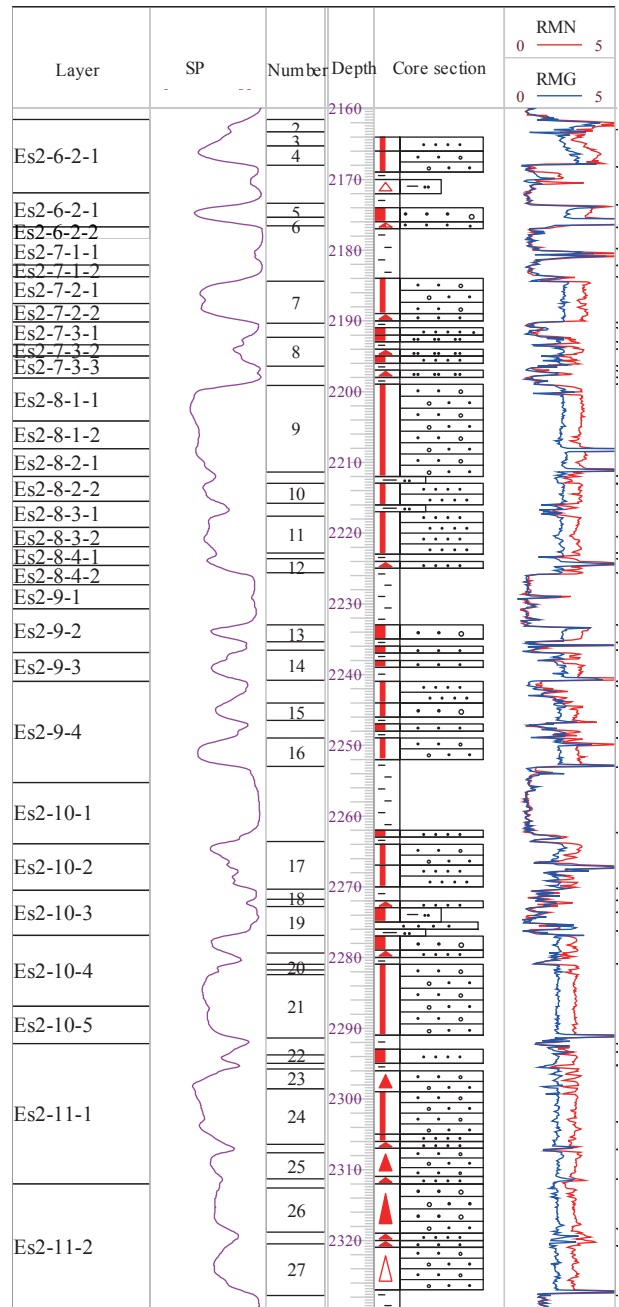 RMN
0 5
Layer SP Number Depth Core section
RMG
0 5
2160
2
3
Es2-6-2-1
4
2170
Es2-6-2-1
5
Es2-6-2-2
6
Es2-7-1-1
2180
Es2-7-1-2
Es2-7-2-1
7
Es2-7-2-2
2190
Es2-7-3-1
8
Es2-7-3-2
Es2-7-3-3
2200
Es2-8-1-1
9
Es2-8-1-2
Es2-8-2-1
2210
Es2-8-2-2
10
Es2-8-3-1
2220
11
Es2-8-3-2
Es2-8-4-1
12
Es2-8-4-2
Es2-9-1
2230
Es2-9-2
13
Es2-9-3
14
2240
15
Es2-9-4
2250
16
Es2-10-1
2260
Es2-10-2
17
2270
18
Es2-10-3
19
2280
Es2-10-4
20
21
Es2-10-5
2290
22
23
2300
Es2-11-1
24
2310
25
26
Es2-11-2
2320
27